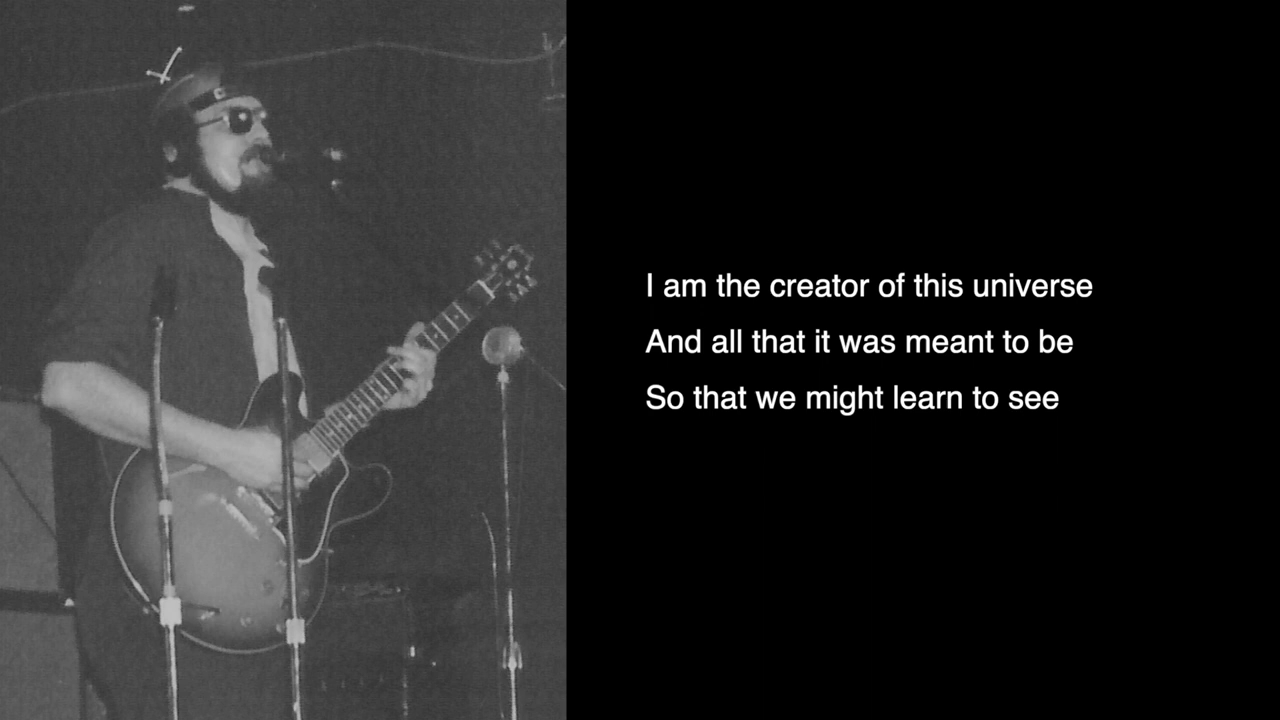 I am the creator of this universe
And all that it was meant to be
So that we might learn to see